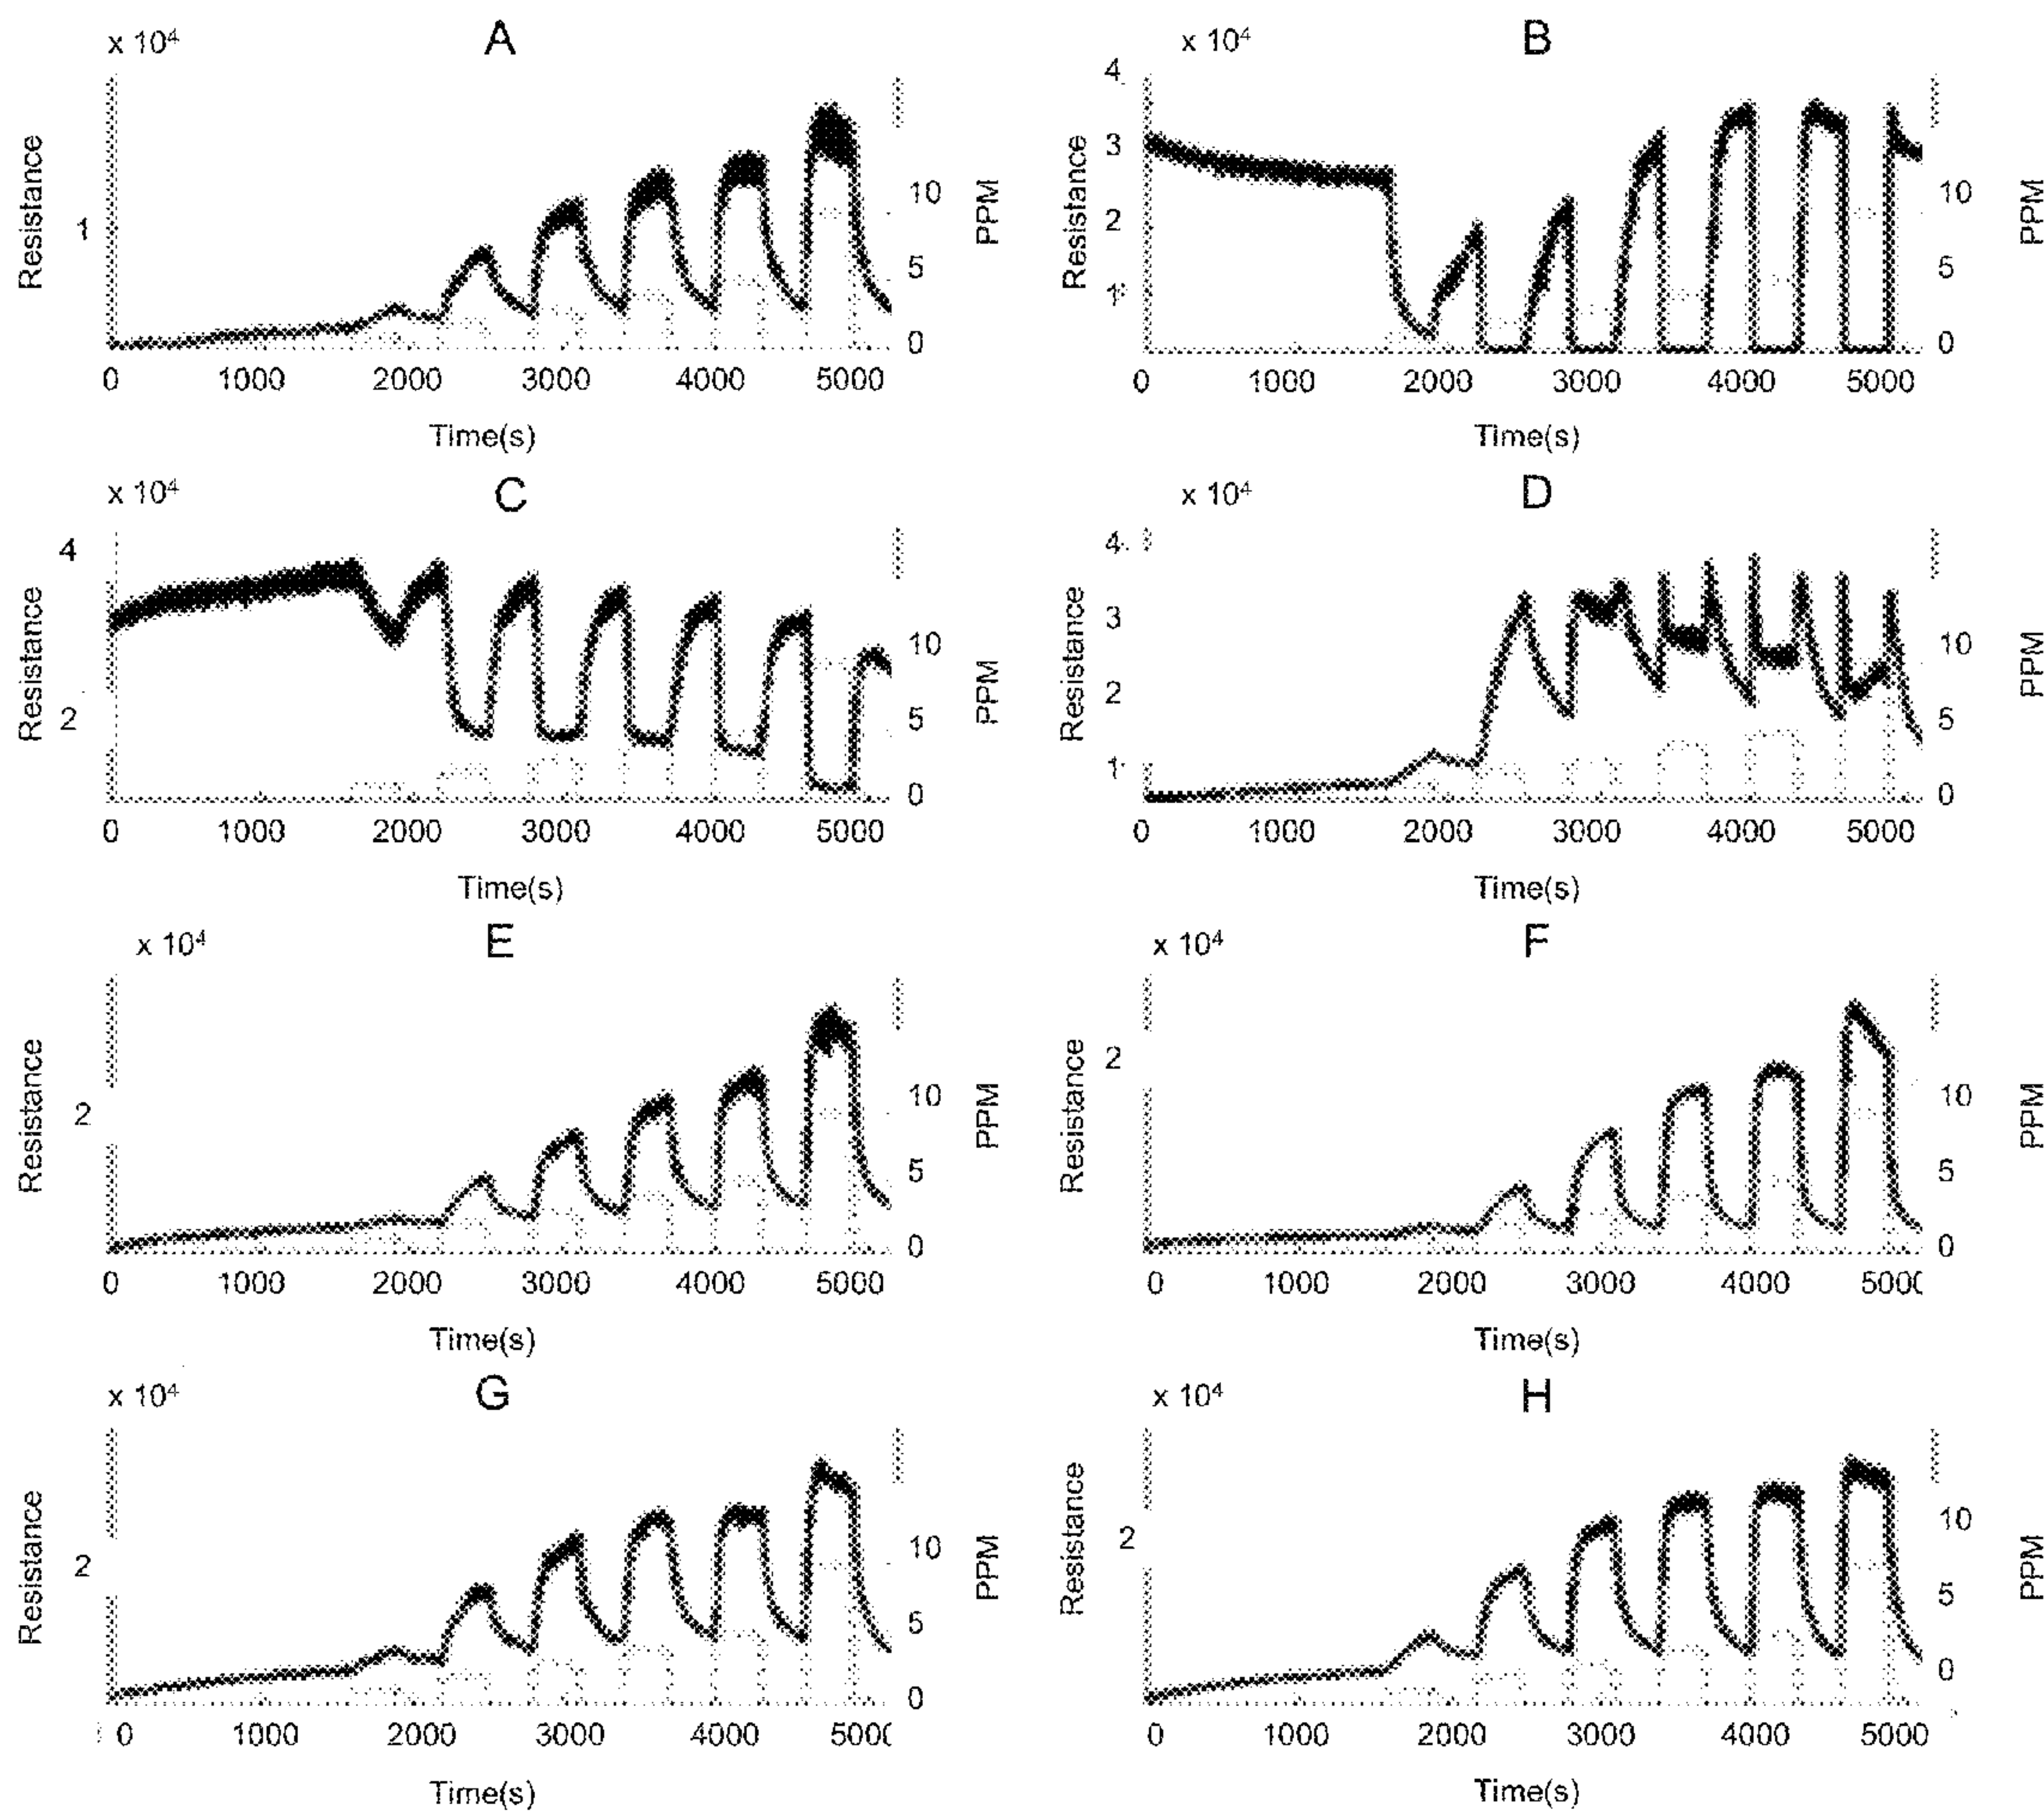 x 10⁴ A x 10⁴ B
4
3
Resistance Resistance
10 PPM 10 PPM
1 2
5 5
1
0 0
0 1000 2000 3000 4000 5000 0 1000 2000 3000 4000 5000
Time(s) Time(s)
x 10⁴ C x 10⁴ D
4 4
3
Resistance Resistance
10 PPM 10 PPM
2 2
5 5
1
0 0
0 1000 2000 3000 4000 5000 0 1000 2000 3000 4000 5000
Time(s) Time(s)
x 10⁴ E x 10⁴ F
2
Resistance Resistance
10 PPM 10 PPM
2
5 5
0 0
0 1000 2000 3000 4000 5000 0 1000 2000 3000 4000 5000
Time(s) Time(s)
x 10⁴ G x 10⁴ H
Resistance Resistance
10 PPM 10 PPM
2 2
5 5
0 0
0 1000 2000 3000 4000 5000 0 1000 2000 3000 4000 5000
Time(s) Time(s)